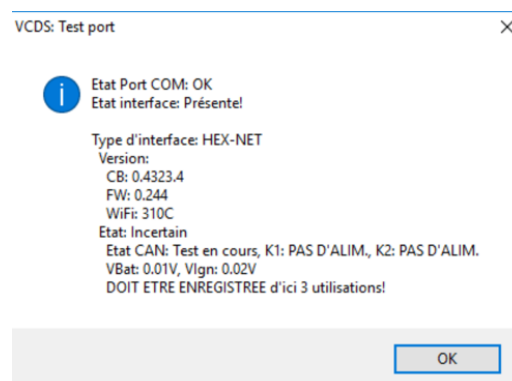 VCDS: Test port
Etat Port COM: OK
Etat interface: Présente!
Type d'interface: HEX-NET
Version:
CB: 0.4323.4
FW: 0.244
WiFi: 310C
Etat: Incertain
Etat CAN: Test en cours, K1: PAS D'ALIM., K2: PAS D'ALIM.
VBat: 0.01V, VIgn: 0.02V
DOIT ETRE ENREGISTREE d'ici 3 utilisations!
OK